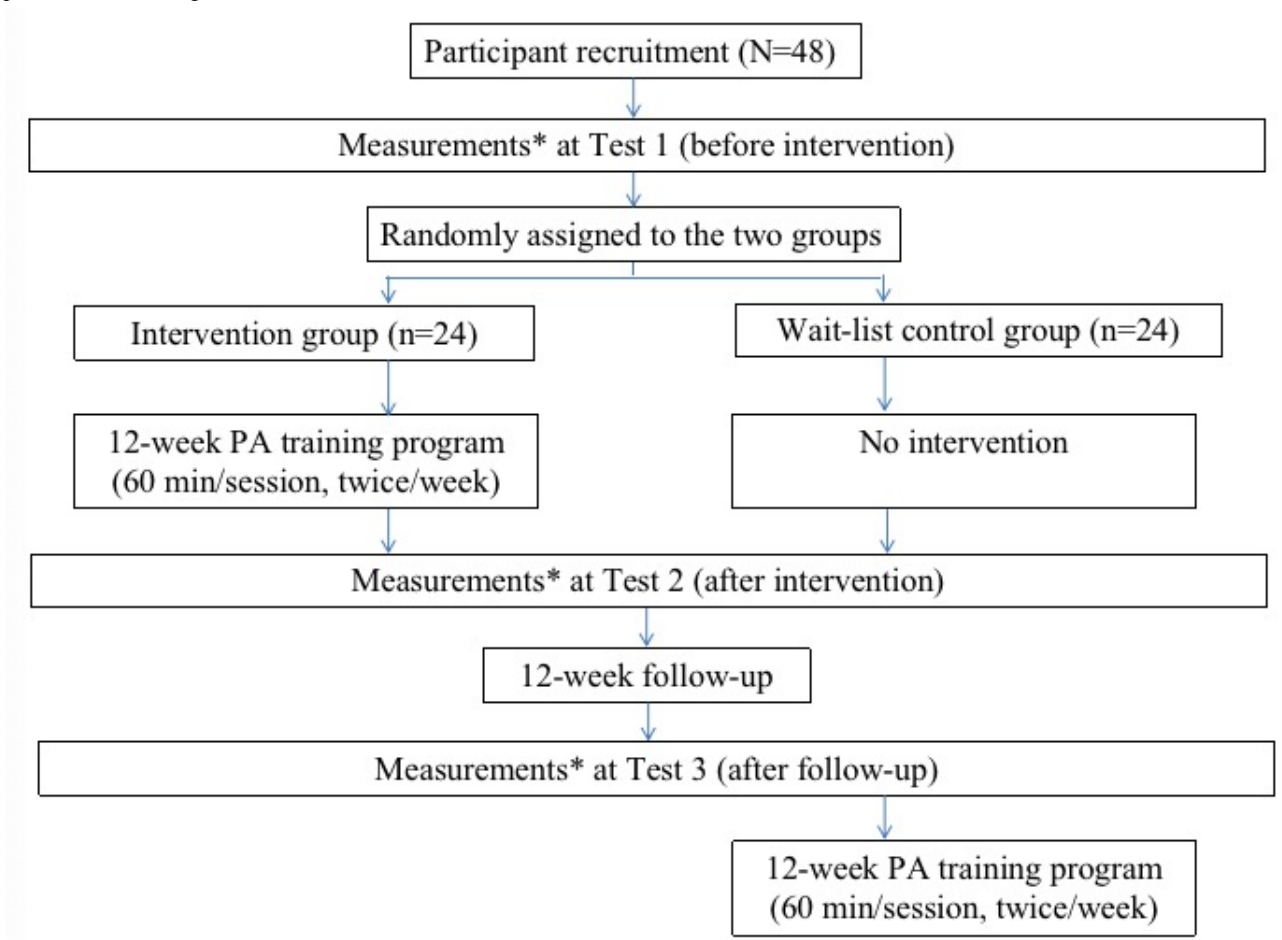 Participant recruitment (N=48)
Measurements* at Test 1 (before intervention)
Randomly assigned to the two groups
Intervention group (n=24)
Wait-list control group (n=24)
12-week PA training program
(60 min/session, twice/week)
No intervention
Measurements* at Test 2 (after intervention)
12-week follow-up
Measurements* at Test 3 (after follow-up)
12-week PA training program
(60 min/session, twice/week)